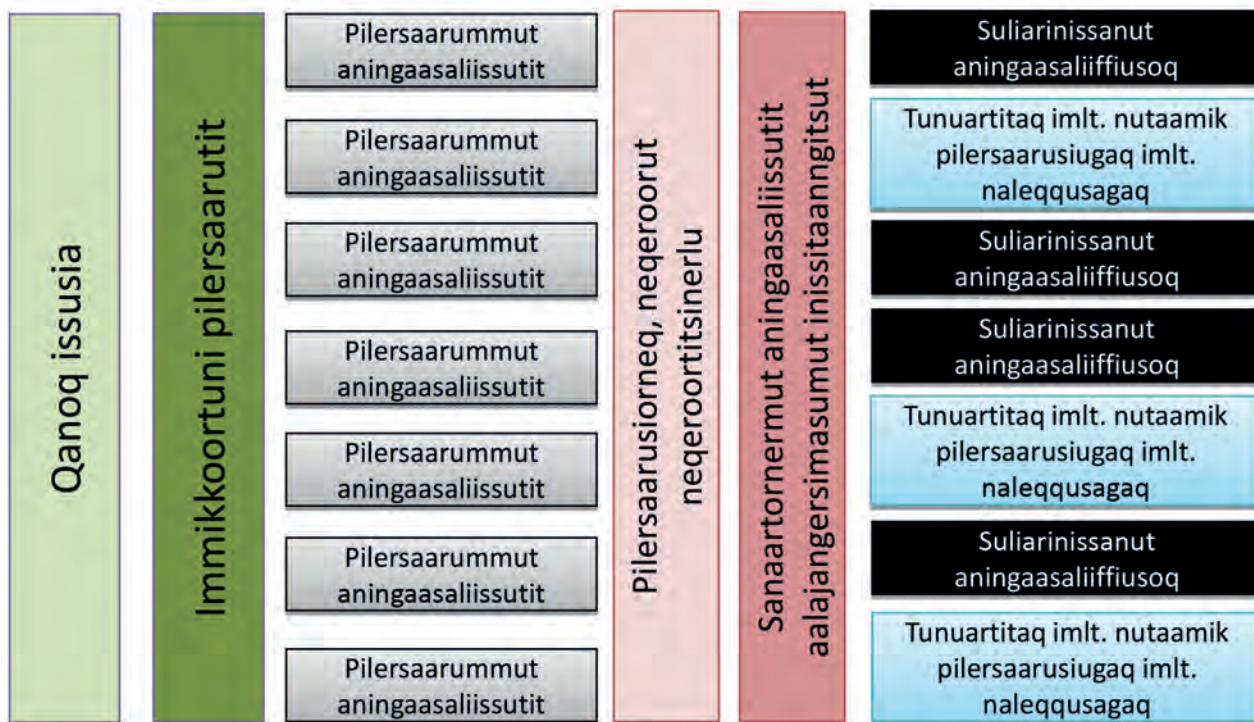 Qanoq issusia
Immikkoortuni pilersaarutit
Pilersaarummut
aningaasaliissutit
Pilersaarummut
aningaasaliissutit
Pilersaarummut
aningaasaliissutit
Pilersaarummut
aningaasaliissutit
Pilersaarummut
aningaasaliissutit
Pilersaarummut
aningaasaliissutit
Pilersaarummut
aningaasaliissutit
Pilersaarusiorneq, neqeroorut
neqeroortitsinerlu
Sanaartornermut aningaasaliissutit
aalajangersimasumut inissitaanngitsut
Suliarinissanut
aningaasaliiffiusoq
Tunuartitaq imlt. nutaamik
pilersaarusiugaq imlt.
naleqqusagaq
Suliarinissanut
aningaasaliiffiusoq
Suliarinissanut
aningaasaliiffiusoq
Tunuartitaq imlt. nutaamik
pilersaarusiugaq imlt.
naleqqusagaq
Suliarinissanut
aningaasaliiffiusoq
Tunuartitaq imlt. nutaamik
pilersaarusiugaq imlt.
naleqqusagaq